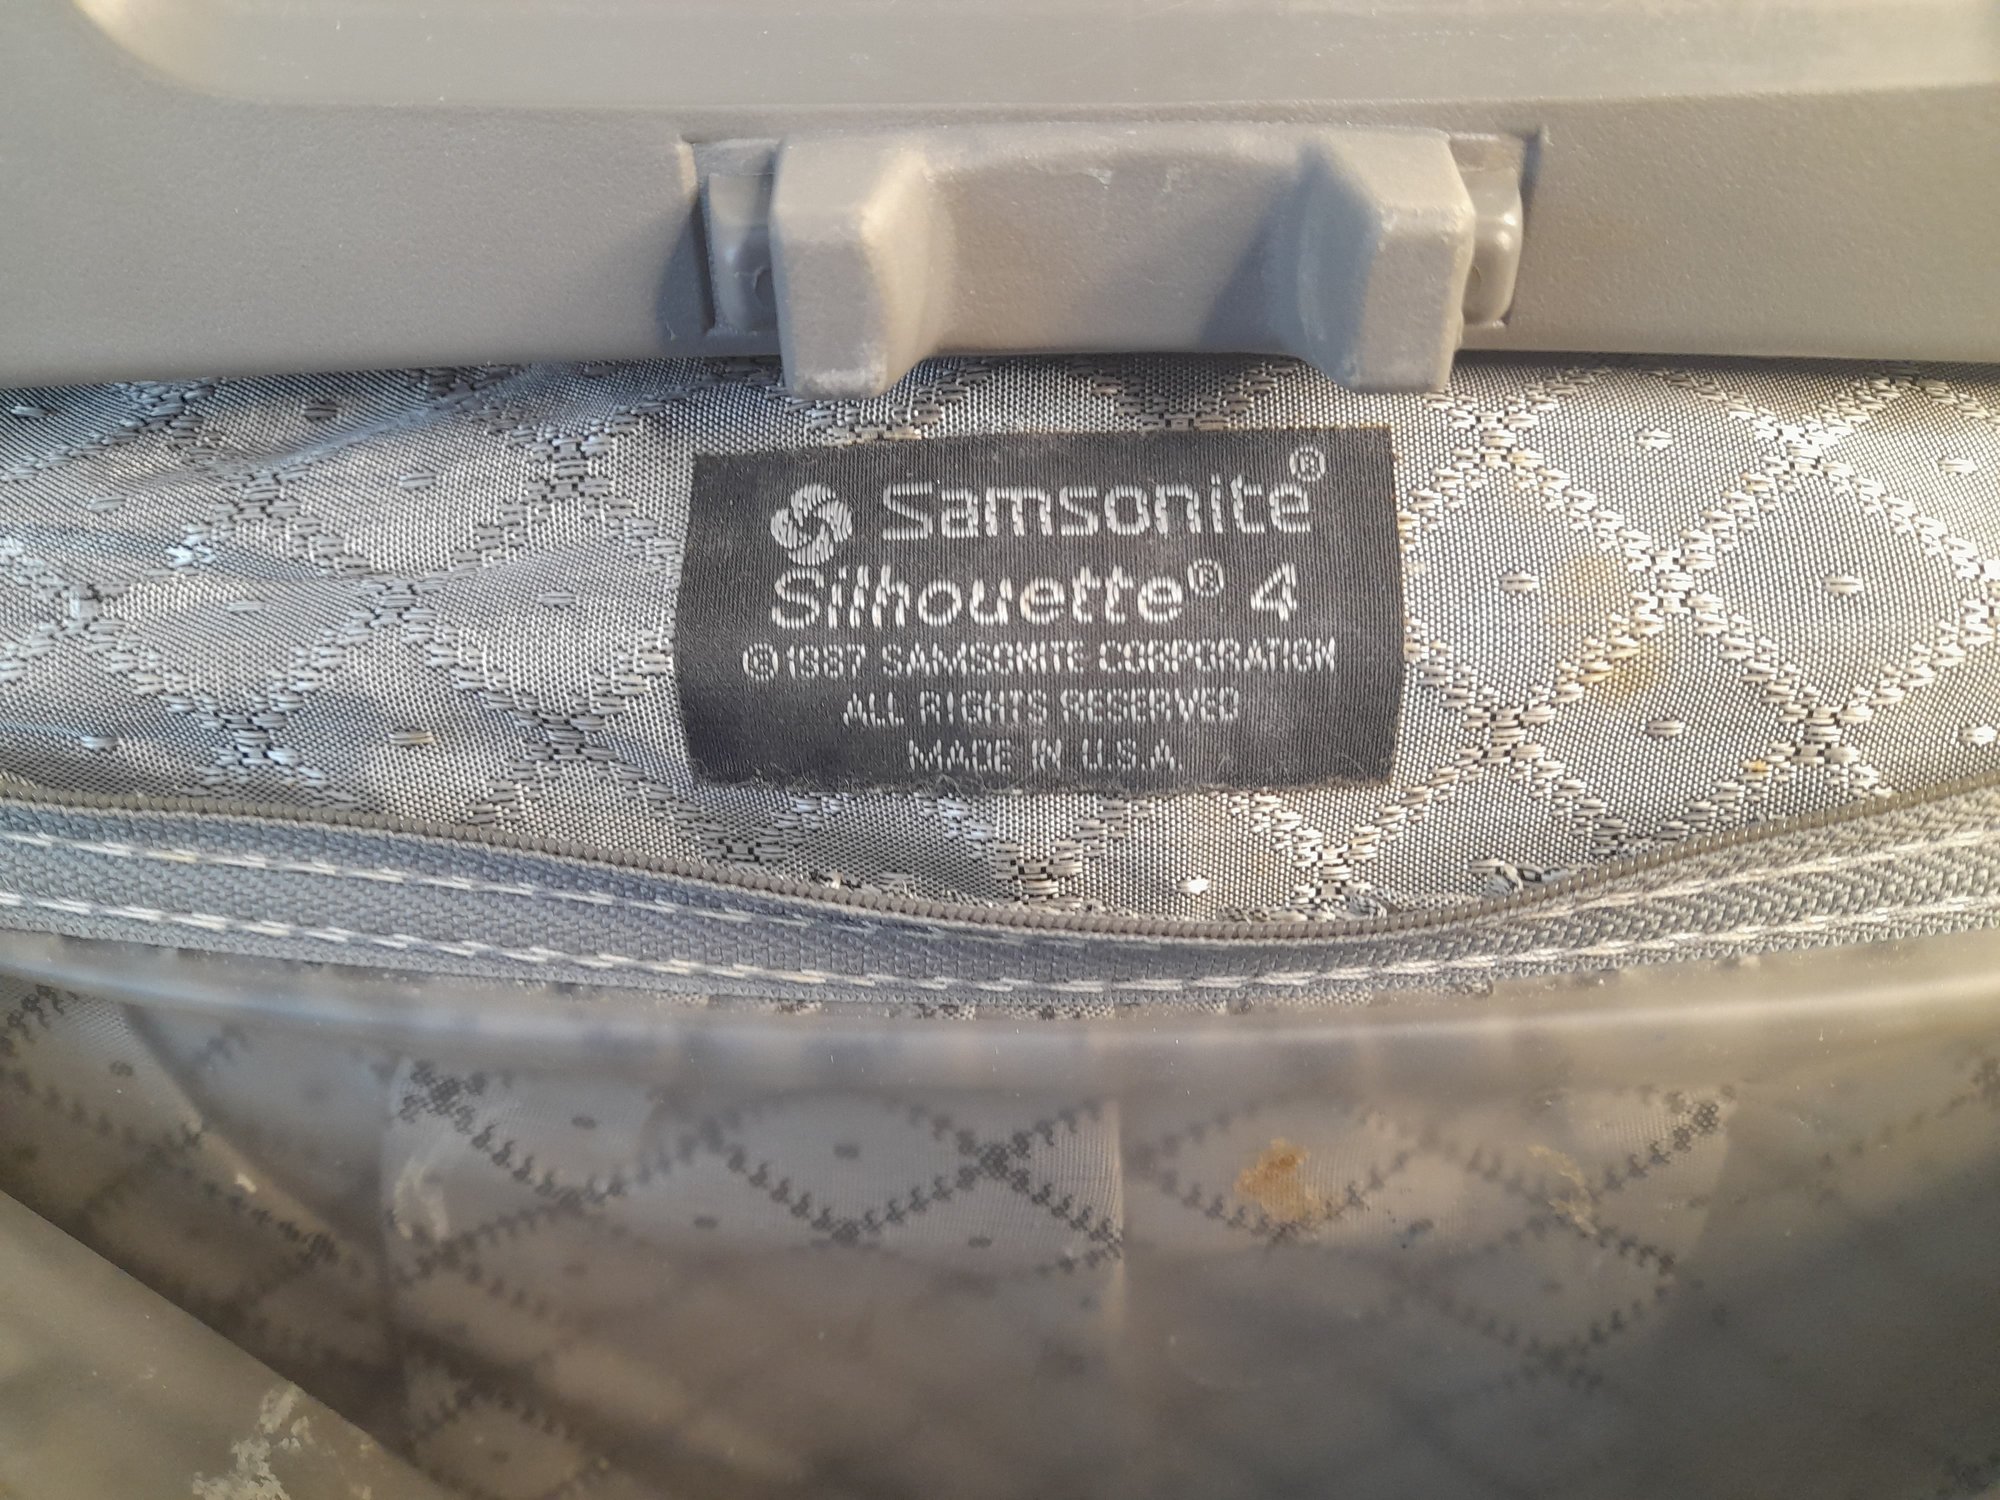 Samsonite®
Silhouette® 4
© 1987 SAMSONITE CORPORATION
ALL RIGHTS RESERVED
MADE IN U.S.A